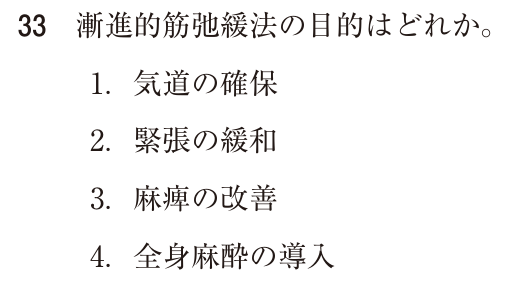 33 漸進的筋弛緩法の目的はどれか。
1. 気道の確保
2. 緊張の緩和
3. 麻痺の改善
4. 全身麻酔の導入